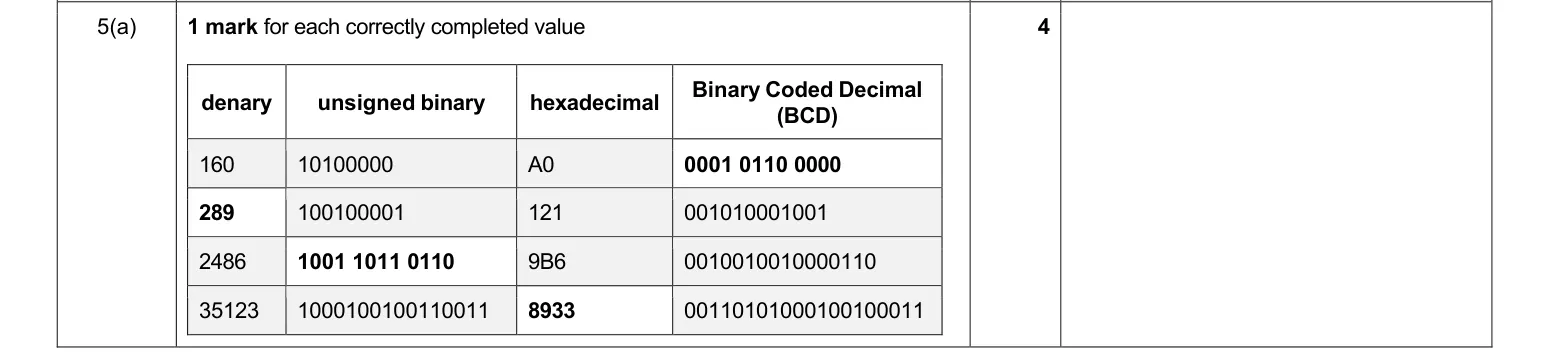 5(a) 1 mark for each correctly completed value 4
denary unsigned binary hexadecimal Binary Coded Decimal
(BCD)
160 10100000 A0 0001 0110 0000
289 100100001 121 001010001001
2486 1001 1011 0110 9B6 0010010010000110
35123 1000100100110011 8933 00110101000100100011